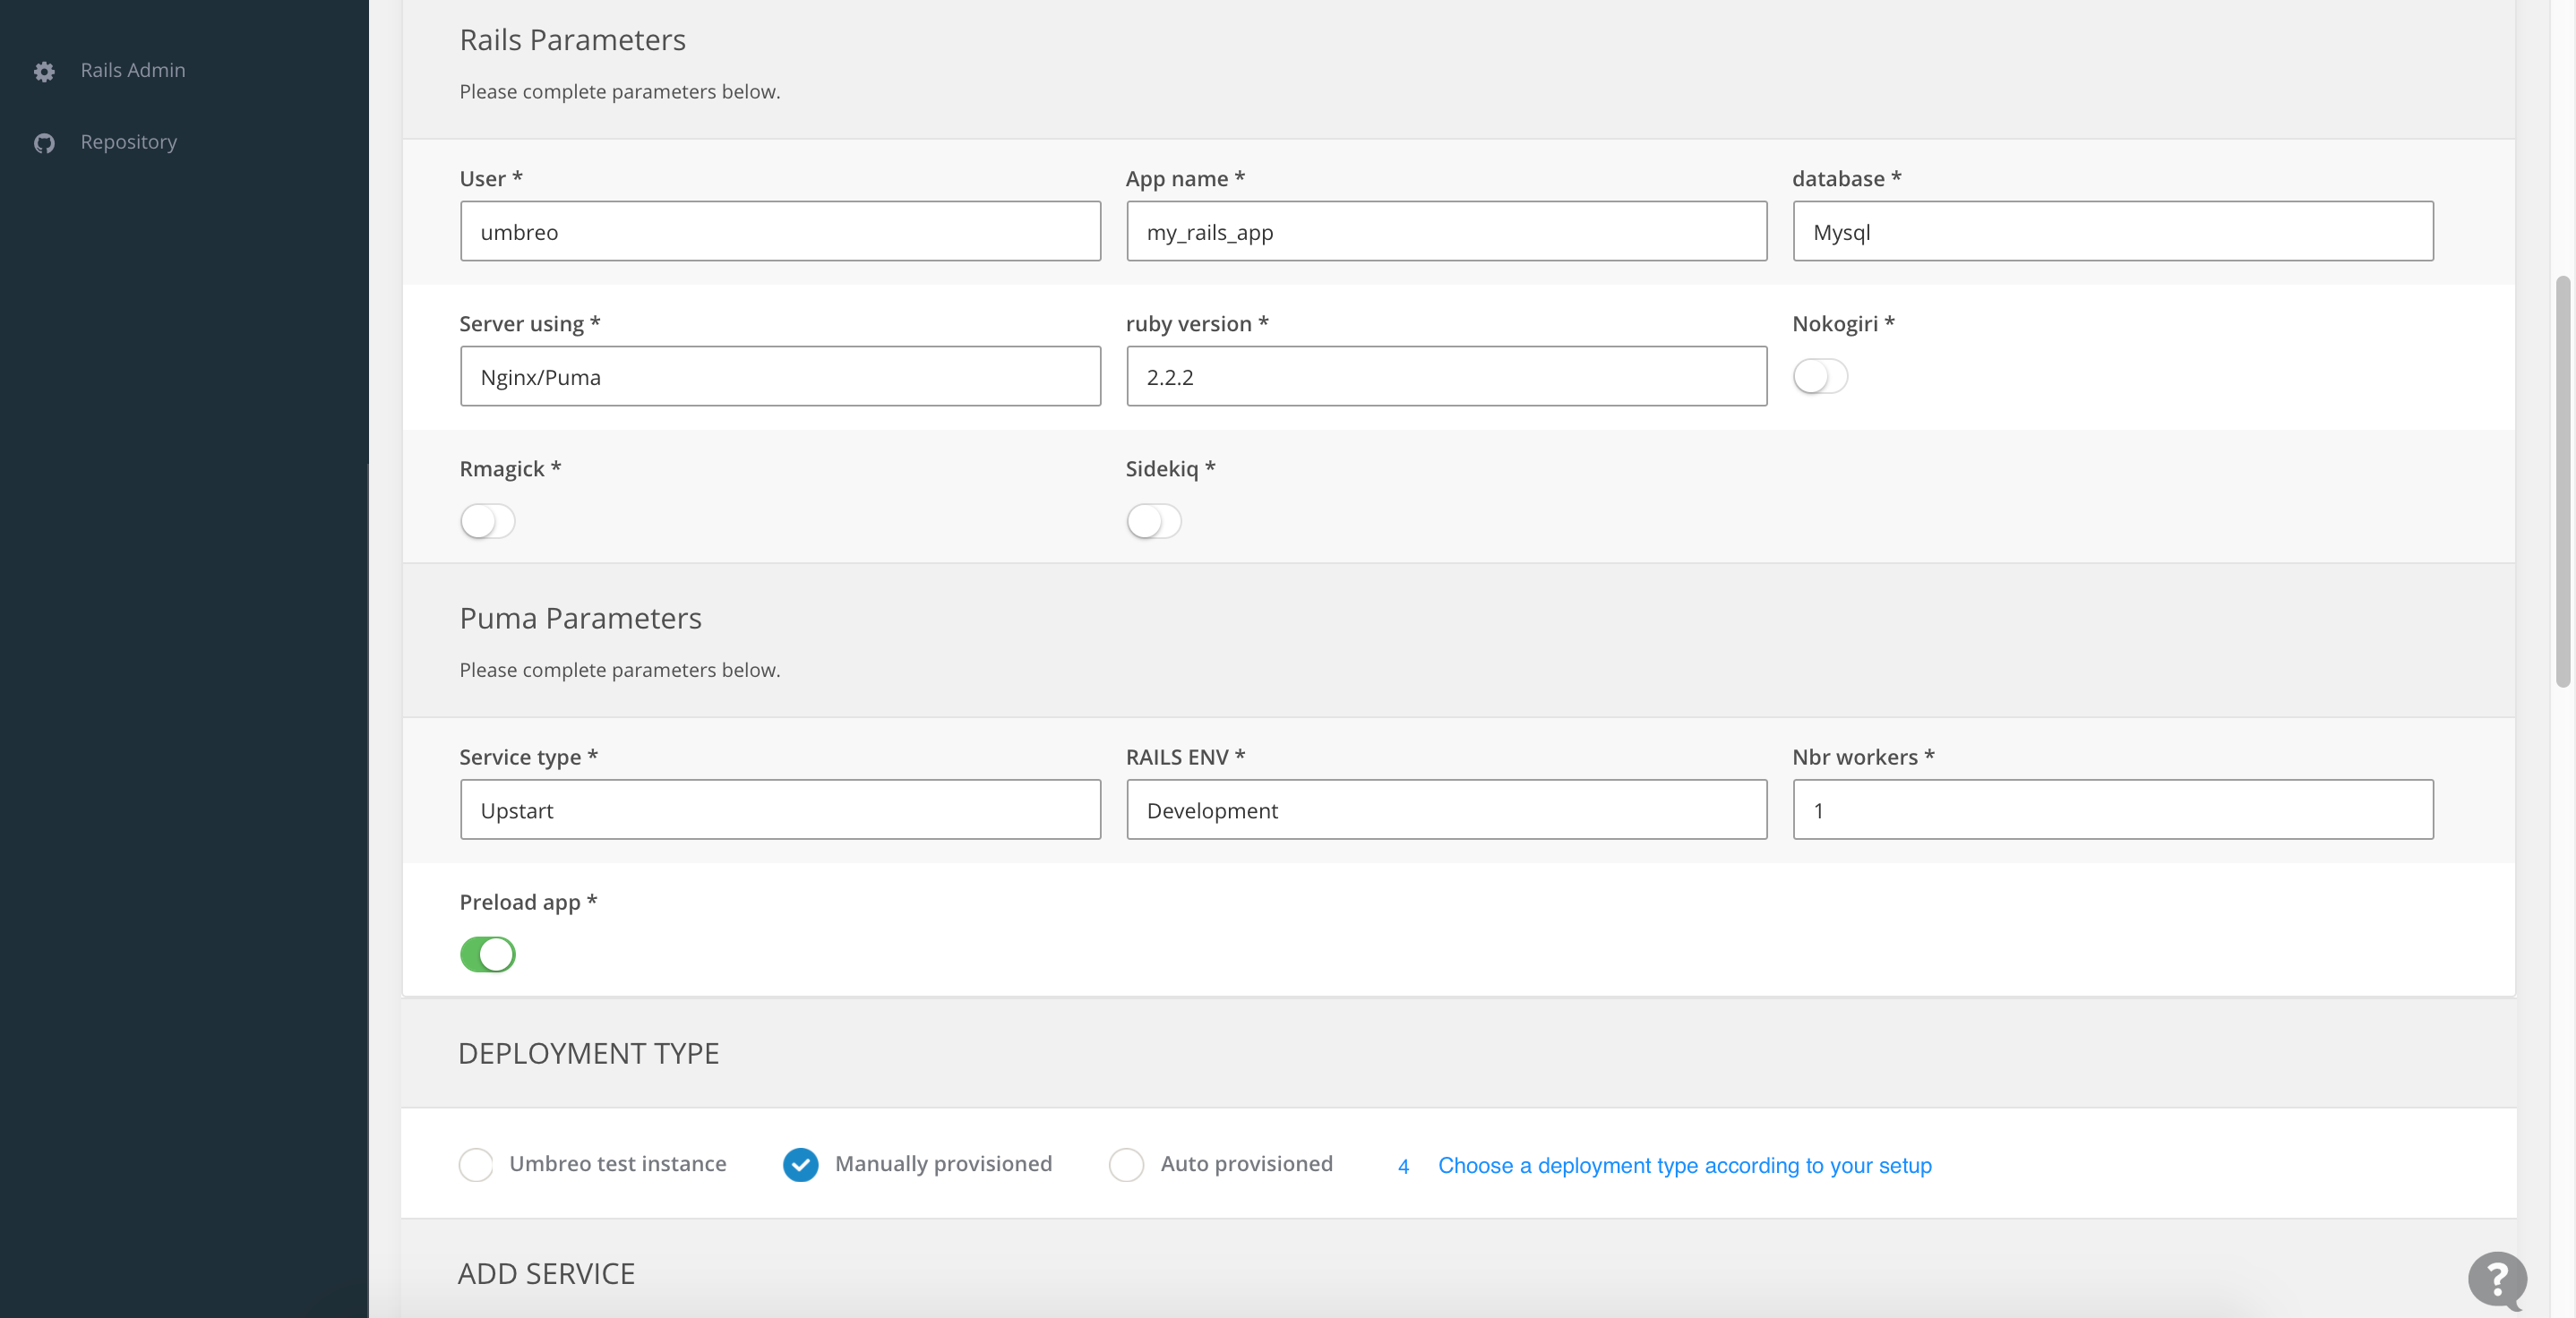 Rails Admin
Repository
Rails Parameters
Please complete parameters below.
User * App name * database *
umbreo my_rails_app Mysql
Server using * ruby version * Nokogiri *
Nginx/Puma 2.2.2
Rmagick * Sidekiq *
Puma Parameters
Please complete parameters below.
Service type * RAILS ENV * Nbr workers *
Upstart Development 1
Preload app *
DEPLOYMENT TYPE
Umbreo test instance Manually provisioned Auto provisioned 4 Choose a deployment type according to your setup
ADD SERVICE
?